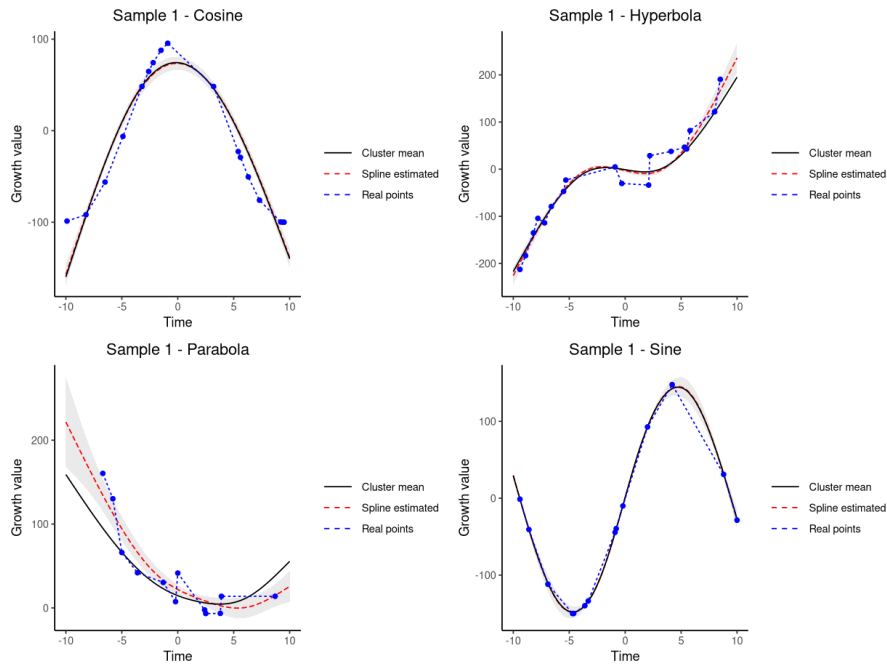 Sample 1 - Cosine
Growth value
100
0
-100
-10
-5
0
5
10
Time
Cluster mean
Spline estimated
Real points
Sample 1 - Hyperbola
Growth value
200
100
0
-100
-200
-10
-5
0
5
10
Time
Cluster mean
Spline estimated
Real points
Sample 1 - Parabola
Growth value
200
100
0
-10
-5
0
5
10
Time
Cluster mean
Spline estimated
Real points
Sample 1 - Sine
Growth value
100
0
-100
-10
-5
0
5
10
Time
Cluster mean
Spline estimated
Real points